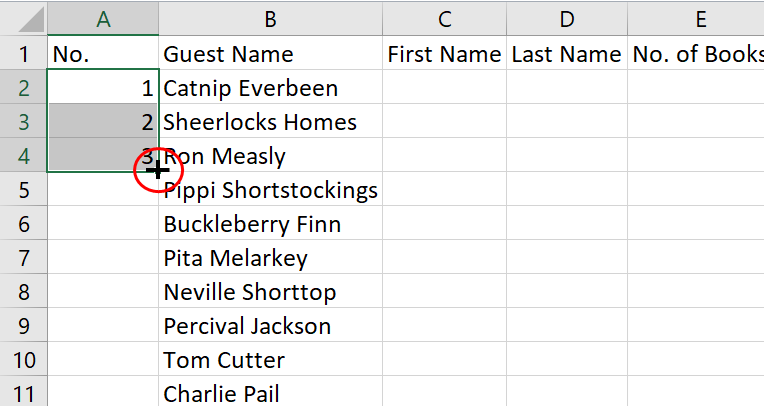 A B C D E
1 No. Guest Name First Name Last Name No. of Books
2 1 Catnip Everbeen
3 2 Sheerlocks Homes
4 3 Ron Measly
5 Pippi Shortstockings
6 Buckleberry Finn
7 Pita Melarkey
8 Neville Shorttop
9 Percival Jackson
10 Tom Cutter
11 Charlie Pail